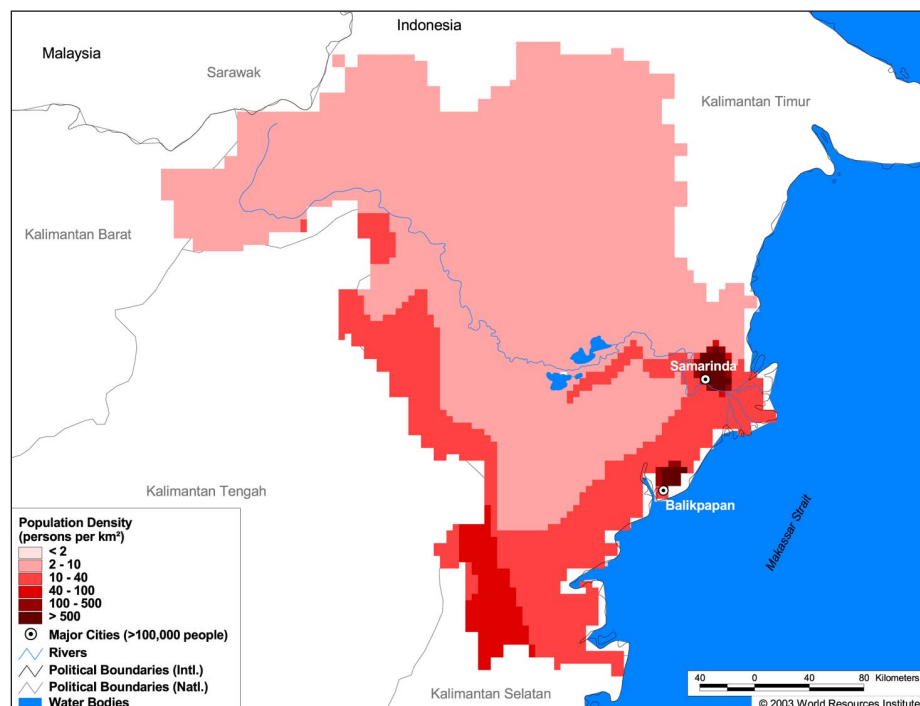 Indonesia
Malaysia
Sarawak
Kalimantan Timur
Kalimantan Barat
Samarinda
Kalimantan Tengah
Balikpapan
Makassar Strait
Population Density
(persons per km²)
< 2
2 - 10
10 - 40
40 - 100
100 - 500
> 500
Major Cities (>100,000 people)
Rivers
Political Boundaries (Intl.)
Political Boundaries (Natl.)
Water Bodies
Kalimantan Selatan
40 0 40 80 Kilometers
© 2003 World Resources Institute